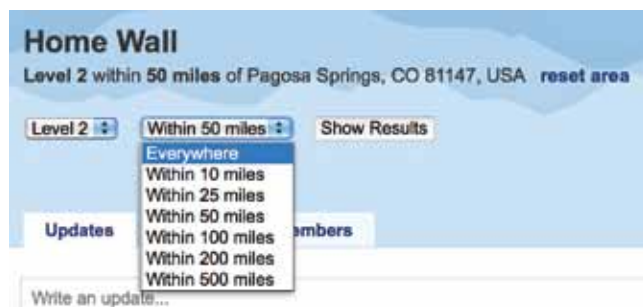 Home Wall
Level 2 within 50 miles of Pagosa Springs, CO 81147, USA reset area
Level 2 Within 50 miles Show Results
Everywhere
Within 10 miles
Within 25 miles
Within 50 miles
Within 100 miles
Within 200 miles
Within 500 miles
Updates embers
Write an update...